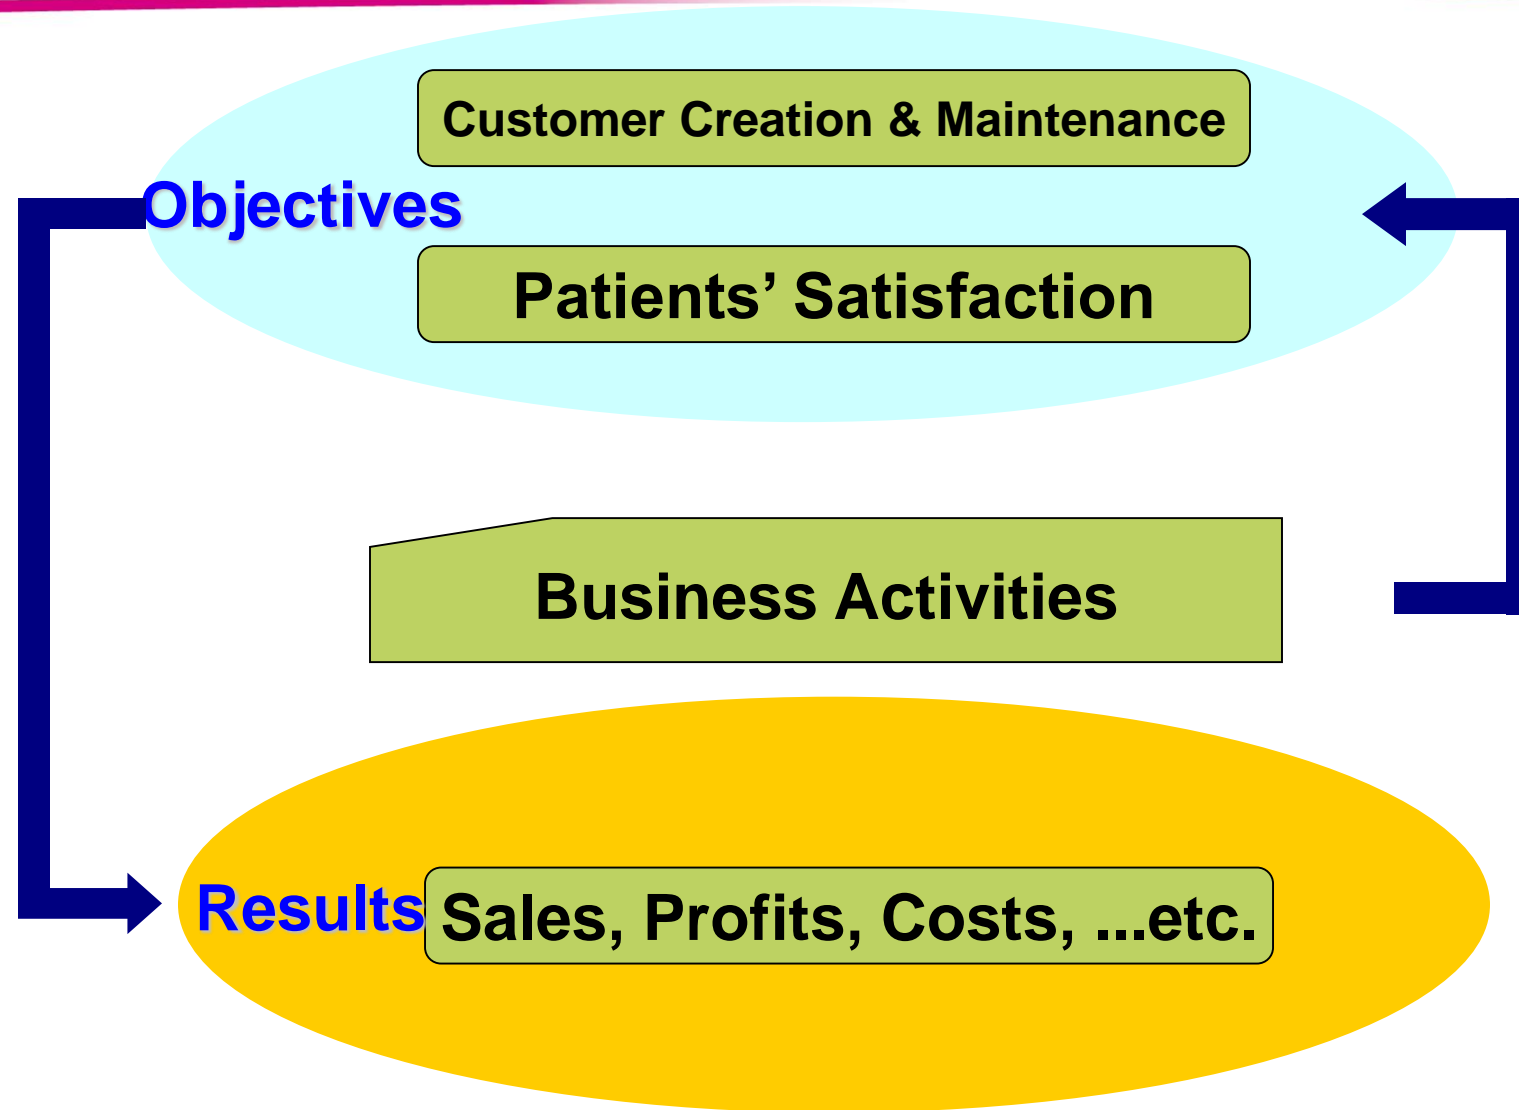 Customer Creation & Maintenance
Objectives
Patients’ Satisfaction
Business Activities
Results
Sales, Profits, Costs, ...etc.